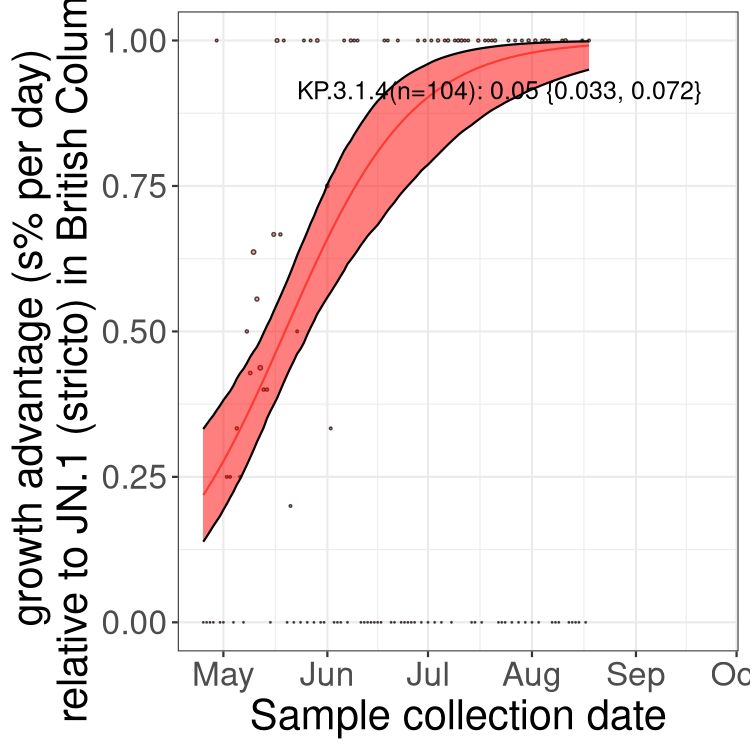 growth advantage (s% per day)
relative to JN.1 (stricto) in British Colum
1.00
0.75
0.50
0.25
0.00
KP.3.1.4(n=104): 0.05 {0.033, 0.072}
May Jun Jul Aug Sep Oc
Sample collection date